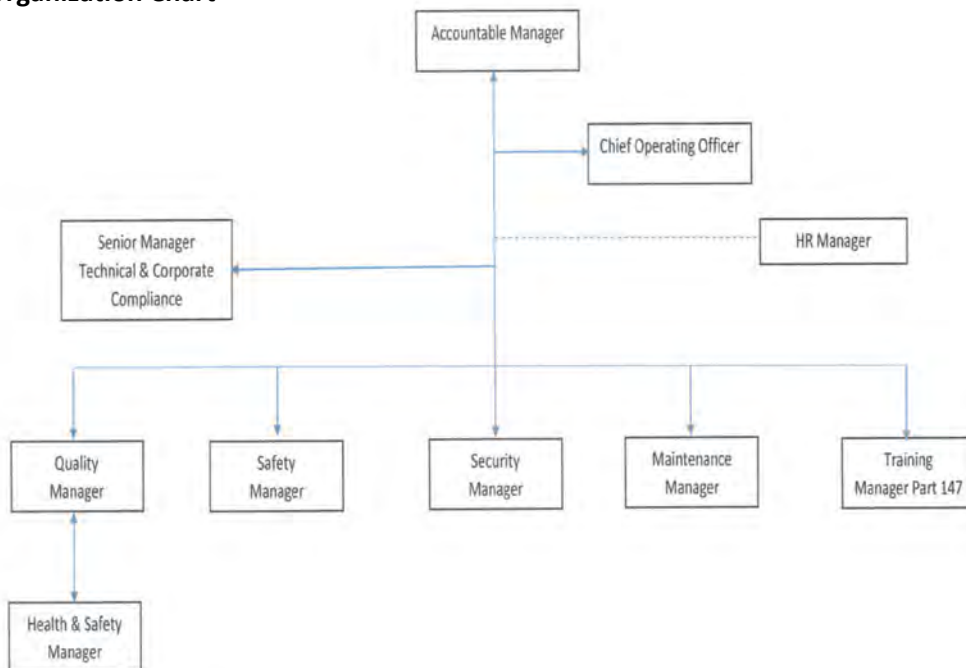 Accountable Manager
Chief Operating Officer
HR Manager
Senior Manager
Technical & Corporate
Compliance
Quality
Manager
Safety
Manager
Security
Manager
Maintenance
Manager
Training
Manager Part 147
Health & Safety
Manager